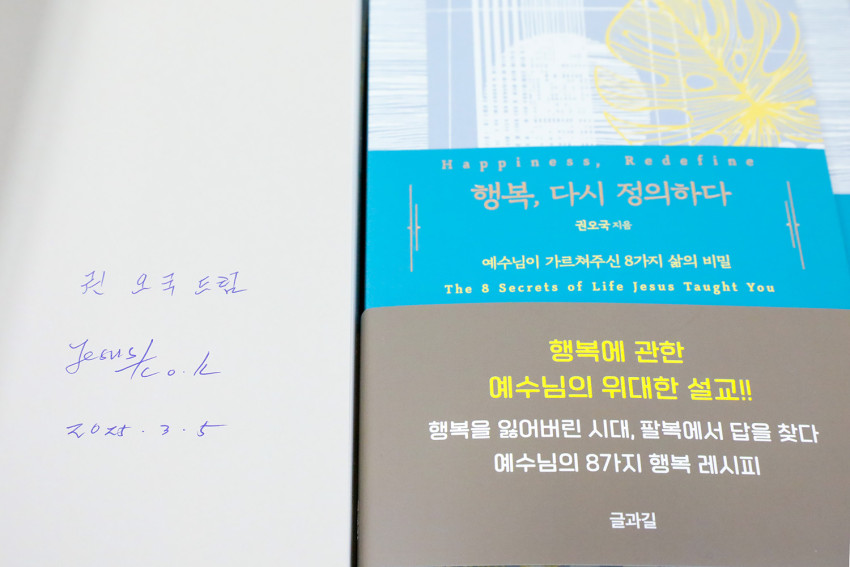 권 오 국 드림
2025. 3. 5
Happiness, Redefine
행복, 다시 정의하다
권오국 지음
예수님이 가르쳐주신 8가지 삶의 비밀
The 8 Secrets of Life Jesus Taught You
행복에 관한
예수님의 위대한 설교!!
행복을 잃어버린 시대, 팔복에서 답을 찾다
예수님의 8가지 행복 레시피
글과길